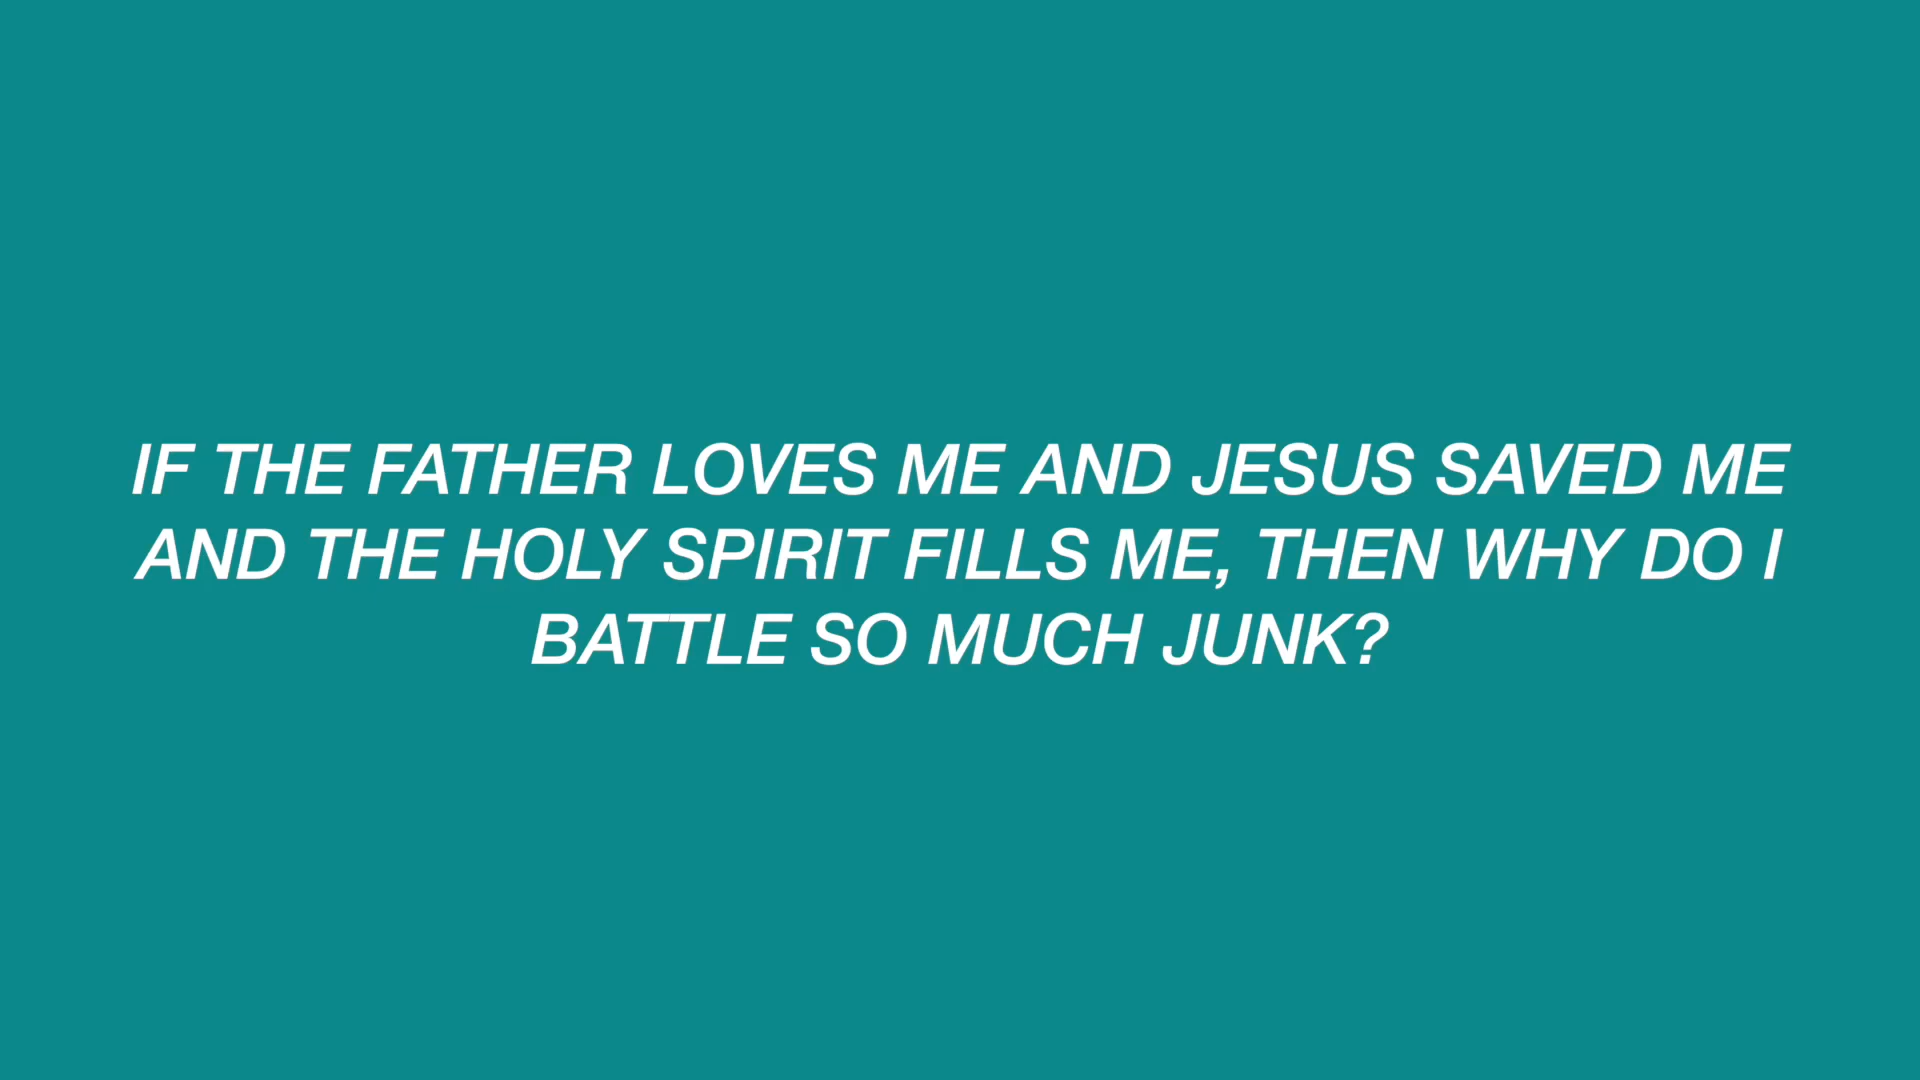 IF THE FATHER LOVES ME AND JESUS SAVED ME
AND THE HOLY SPIRIT FILLS ME, THEN WHY DO I
BATTLE SO MUCH JUNK?